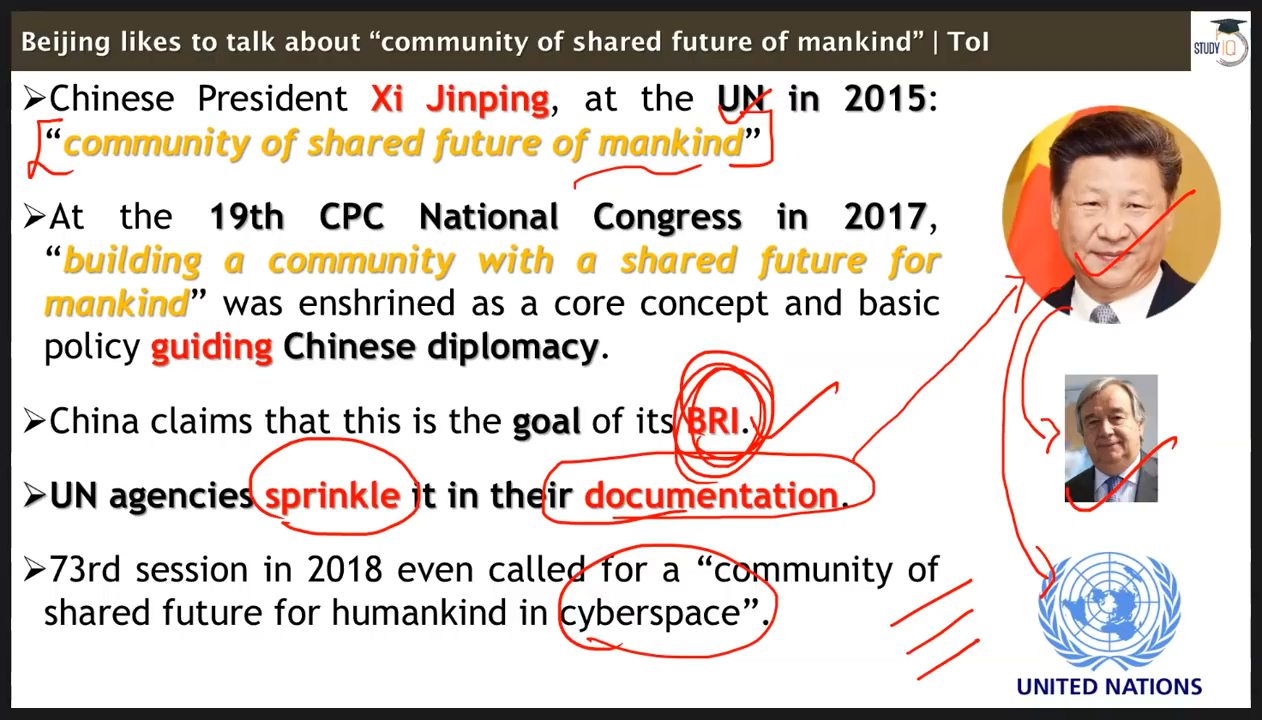 Beijing likes to talk about “community of shared future of mankind” | ToI
STUDY IQ
➢Chinese President Xi Jinping, at the UN in 2015:
“community of shared future of mankind”
➢At the 19th CPC National Congress in 2017,
“building a community with a shared future for
mankind” was enshrined as a core concept and basic
policy guiding Chinese diplomacy.
➢China claims that this is the goal of its BRI.
➢UN agencies sprinkle it in their documentation.
➢73rd session in 2018 even called for a “community of
shared future for humankind in cyberspace”.
UNITED NATIONS